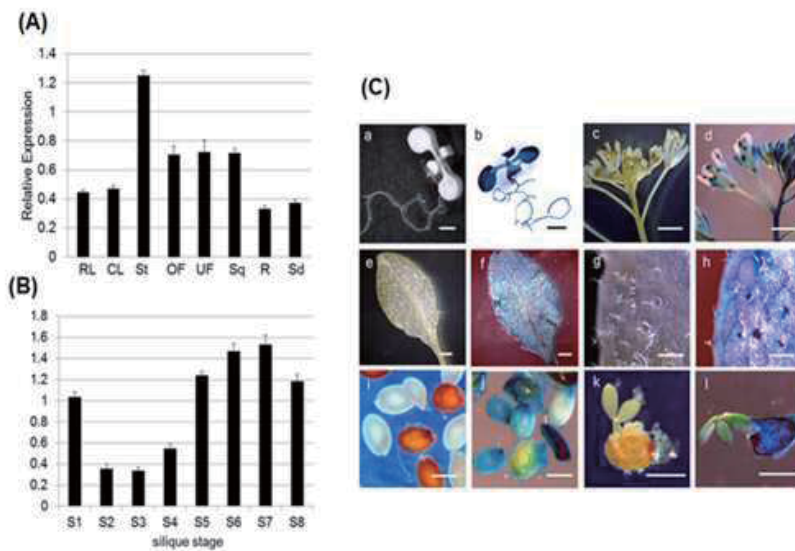 (A)
Relative Expression
1.4
1.2
1
0.8
0.6
0.4
0.2
0
RL CL St OF UF Sq R Sd
(B)
1.8
1.6
1.4
1.2
1
0.8
0.6
0.4
0.2
0
S1 S2 S3 S4 S5 S6 S7 S8
silique stage
(C)
a b c d
e f g h
i j k l